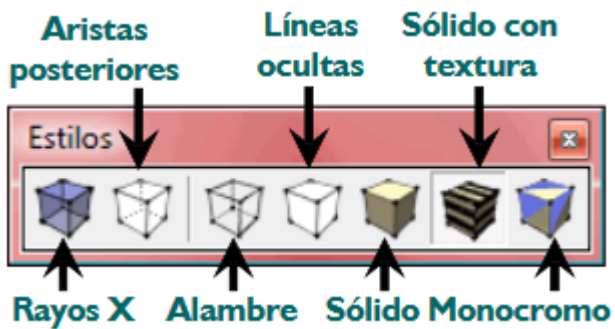 Aristas
posteriores
Líneas
ocultas
Sólido con
textura
Estilos
Rayos X
Alambre
Sólido
Monocromo